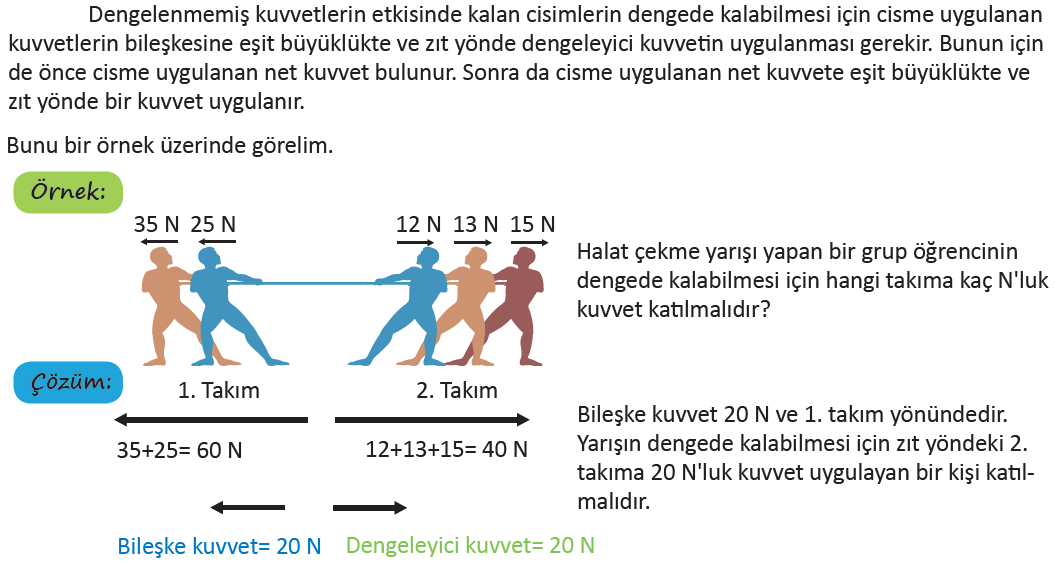 Dengelenmemiş kuvvetlerin etkisinde kalan cisimlerin dengede kalabilmesi için cisme uygulanan
kuvvetlerin bileşkesine eşit büyüklükte ve zıt yönde dengeleyici kuvvetin uygulanması gerekir. Bunun için
de önce cisme uygulanan net kuvvet bulunur. Sonra da cisme uygulanan net kuvvete eşit büyüklükte ve
zıt yönde bir kuvvet uygulanır.
Bunu bir örnek üzerinde görelim.
Örnek:
35 N 25 N 12 N 13 N 15 N
Halat çekme yarışı yapan bir grup öğrencinin
dengede kalabilmesi için hangi takıma kaç N'luk
kuvvet katılmalıdır?
Çözüm:
1. Takım 2. Takım
35+25= 60 N 12+13+15= 40 N
Bileşke kuvvet 20 N ve 1. takım yönündedir.
Yarışın dengede kalabilmesi için zıt yöndeki 2.
takıma 20 N'luk kuvvet uygulayan bir kişi katıl-
malıdır.
Bileşke kuvvet= 20 N Dengeleyici kuvvet= 20 N